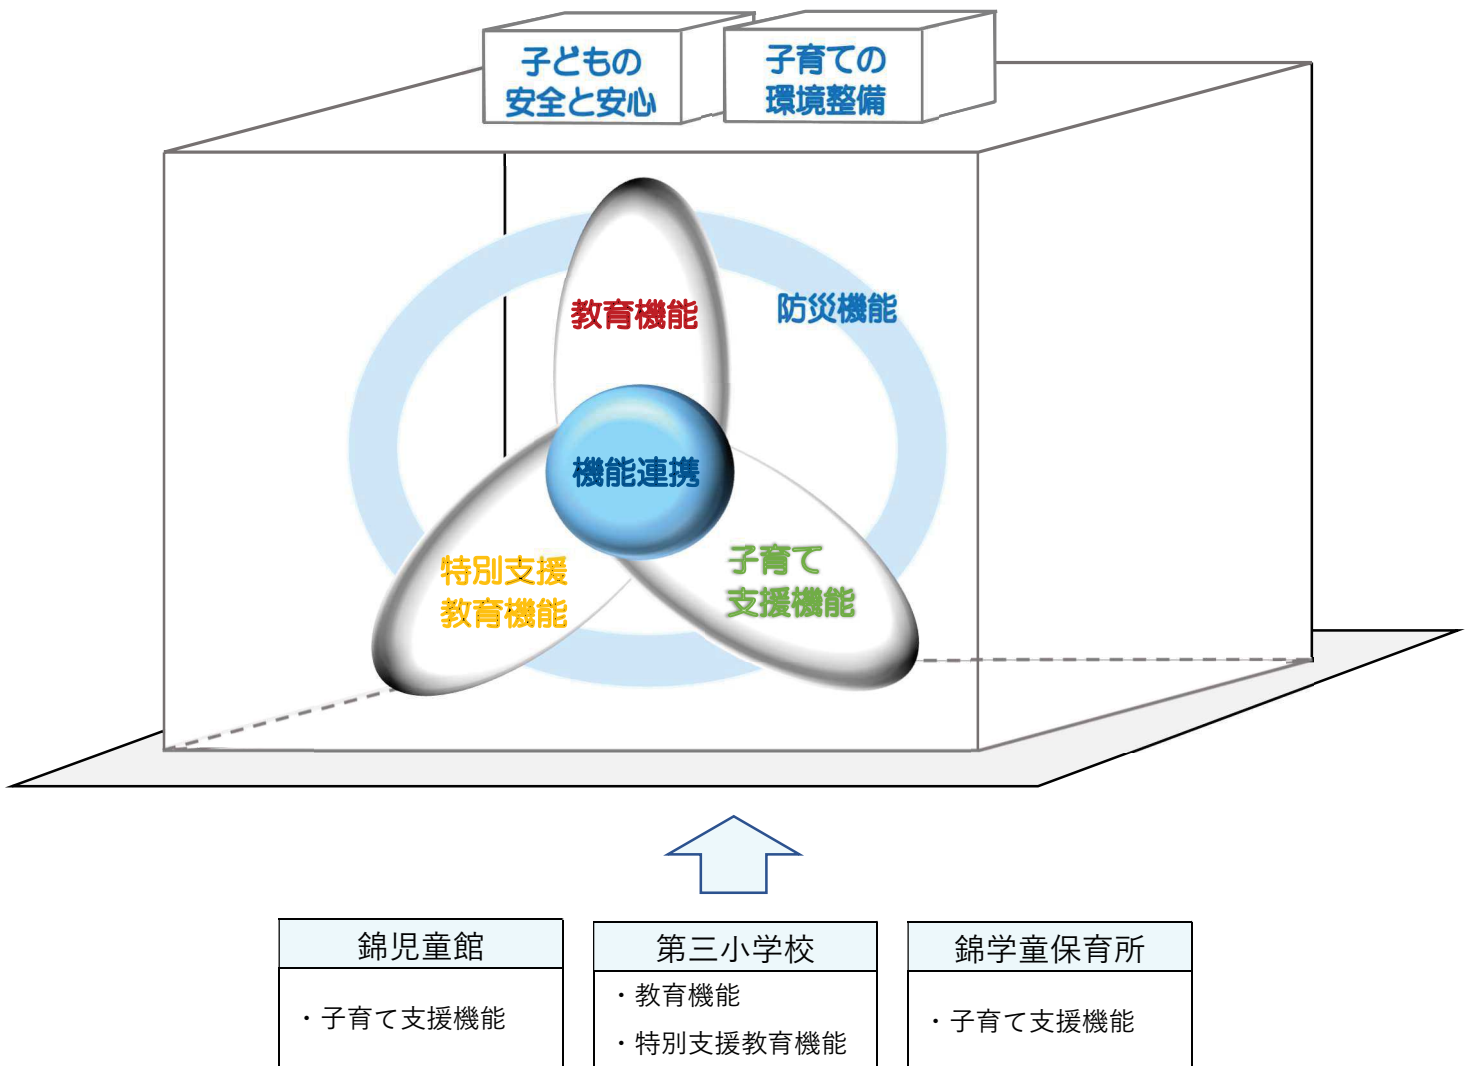 子どもの
安全と安心
子育ての
環境整備
教育機能
防災機能
機能連携
特別支援
教育機能
子育て
支援機能
錦児童館
・子育て支援機能
第三小学校
・教育機能
・特別支援教育機能
錦学童保育所
・子育て支援機能